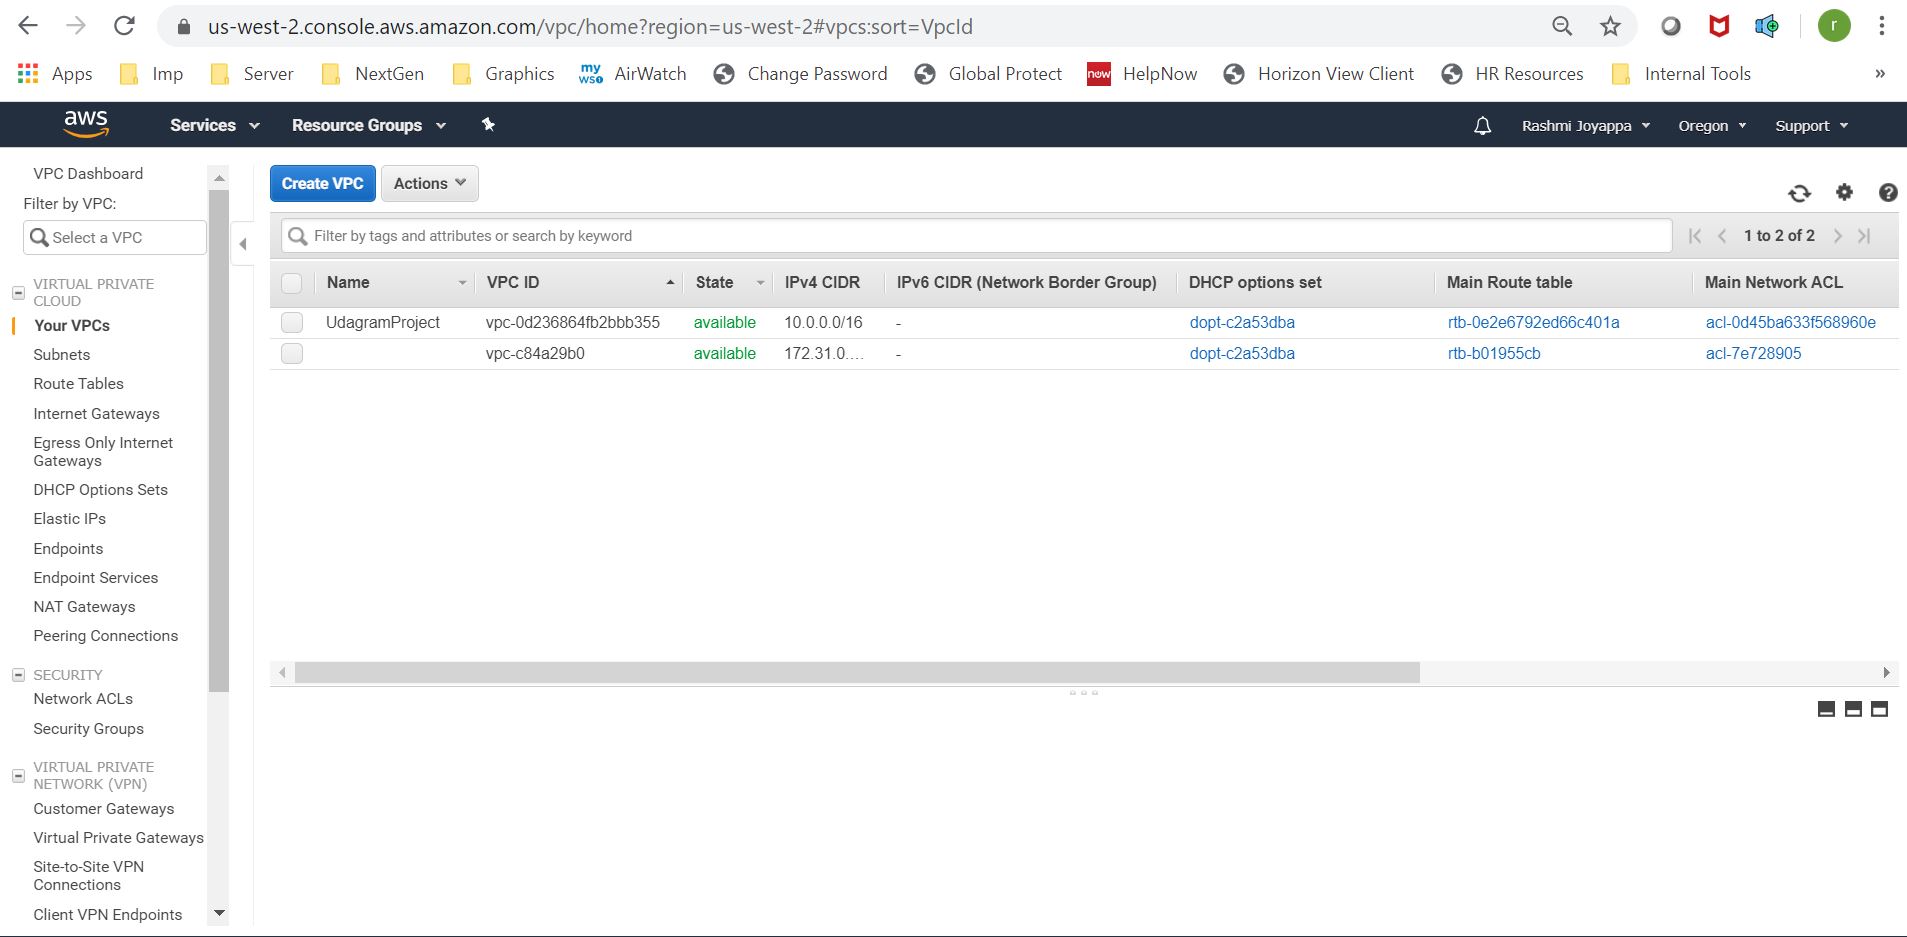 us-west-2.console.aws.amazon.com/vpc/home?region=us-west-2#vpcs:sort=VpcId
r
Apps Imp Server NextGen Graphics my ws1 AirWatch Change Password Global Protect now HelpNow Horizon View Client HR Resources Internal Tools »
aws Services Resource Groups Rashmi Joyappa Oregon Support
VPC Dashboard
Filter by VPC:
Select a VPC
VIRTUAL PRIVATE
CLOUD
Your VPCs
Subnets
Route Tables
Internet Gateways
Egress Only Internet
Gateways
DHCP Options Sets
Elastic IPs
Endpoints
Endpoint Services
NAT Gateways
Peering Connections
SECURITY
Network ACLs
Security Groups
VIRTUAL PRIVATE
NETWORK (VPN)
Customer Gateways
Virtual Private Gateways
Site-to-Site VPN
Connections
Client VPN Endpoints
Create VPC Actions
?
Filter by tags and attributes or search by keyword 1 to 2 of 2
Name VPC ID State IPv4 CIDR IPv6 CIDR (Network Border Group) DHCP options set Main Route table Main Network ACL
UdagramProject vpc-0d236864fb2bbb355 available 10.0.0.0/16 - dopt-c2a53dba rtb-0e2e6792ed66c401a acl-0d45ba633f568960e
vpc-c84a29b0 available 172.31.0.... - dopt-c2a53dba rtb-b01955cb acl-7e728905